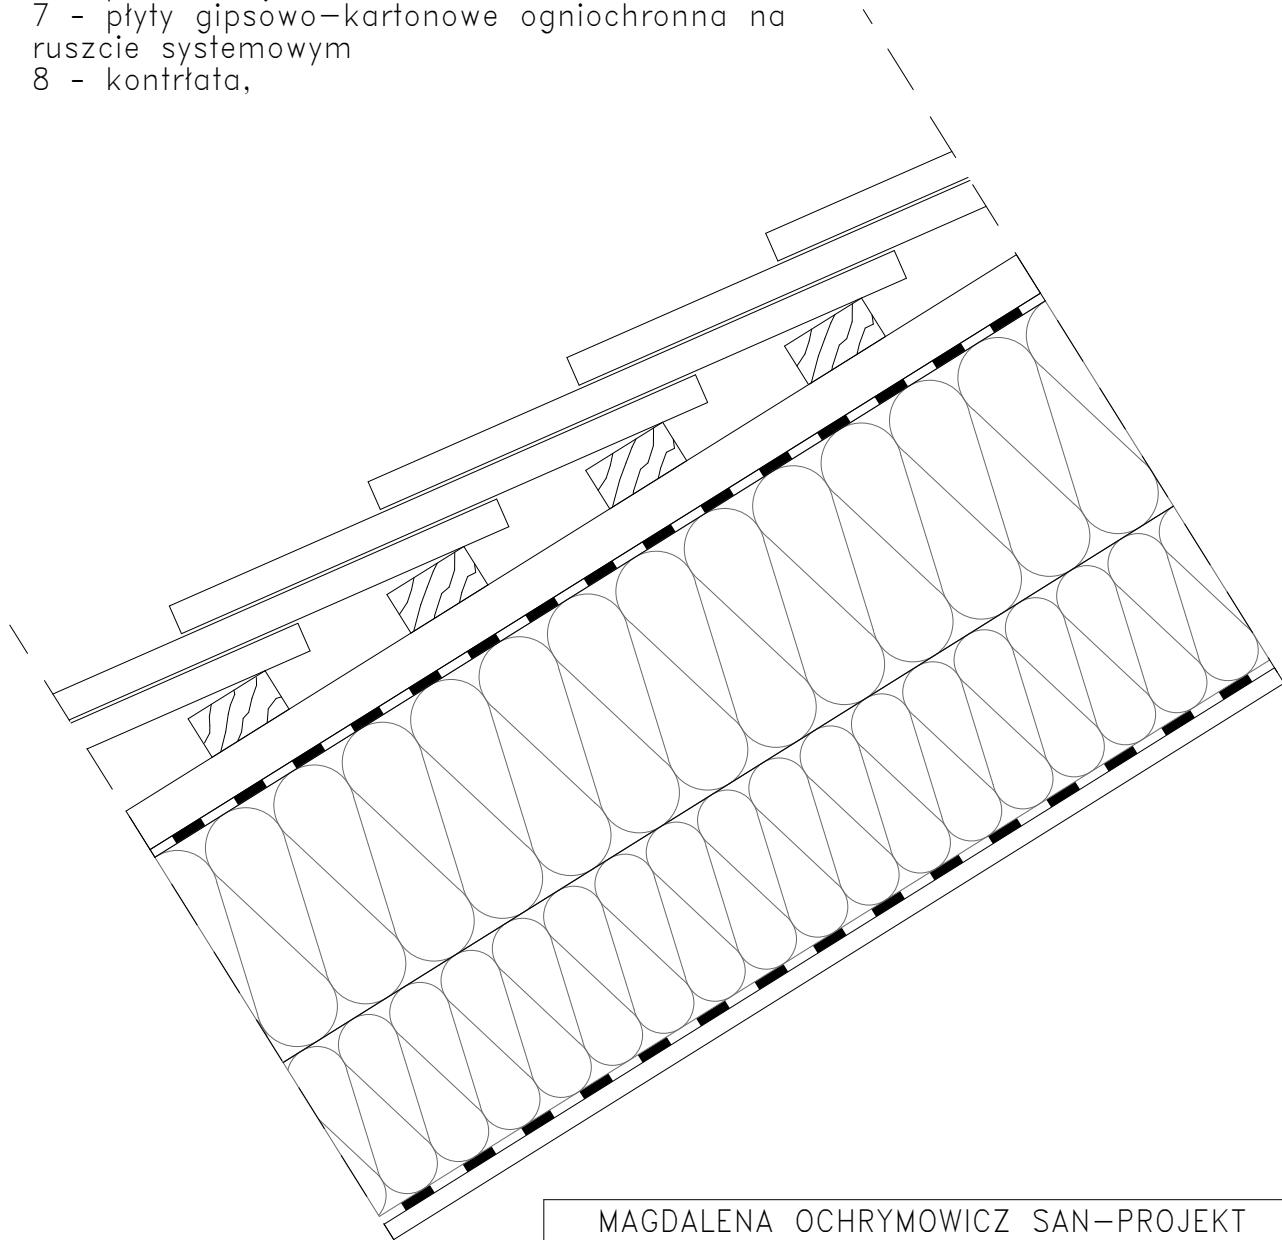 7 - płyty gipsowo-kartonowe ogniochronna na
ruszcie systemowym
8 - kontrłata,
MAGDALENA OCHRYMOWICZ SAN-PROJEKT